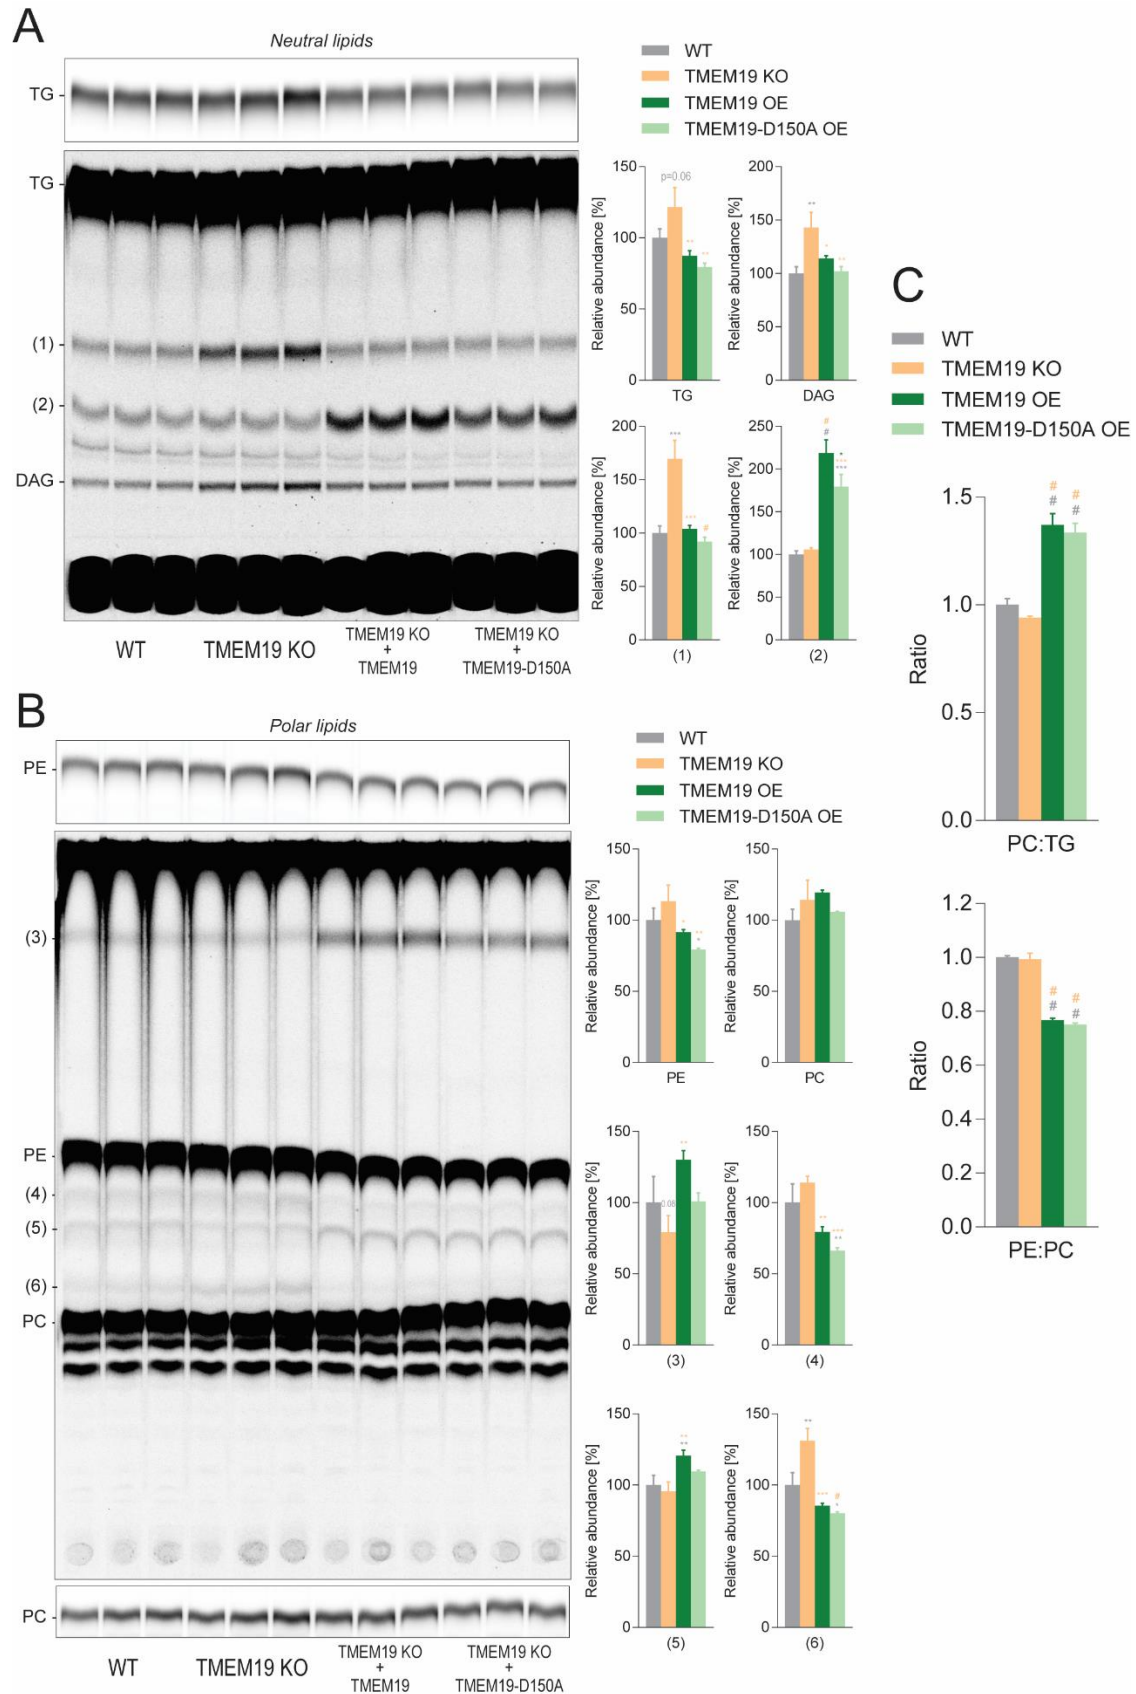 A
Neutral lipids
TG
TG
(1)
(2)
DAG
WT
TMEM19 KO
TMEM19 KO
+
TMEM19
TMEM19 KO
+
TMEM19-D150A
WT
TMEM19 KO
TMEM19 OE
TMEM19-D150A OE
Relative abundance [%]
150
100
50
0
p=0.06
**
**
TG
Relative abundance [%]
200
150
100
50
0
**
*
**
DAG
Relative abundance [%]
200
150
100
50
0
***
***
#
(1)
Relative abundance [%]
250
200
150
100
50
0
#
#
*
***
***
(2)
B
Polar lipids
PE
(3)
PE
(4)
(5)
(6)
PC
PC
WT
TMEM19 KO
TMEM19 KO
+
TMEM19
TMEM19 KO
+
TMEM19-D150A
WT
TMEM19 KO
TMEM19 OE
TMEM19-D150A OE
Relative abundance [%]
150
100
50
0
*
**
*
PE
Relative abundance [%]
150
100
50
0
PC
Relative abundance [%]
150
100
50
0
**
(3)
Relative abundance [%]
150
100
50
0
**
***
**
(4)
Relative abundance [%]
150
100
50
0
**
**
(5)
Relative abundance [%]
150
100
50
0
**
***
#
*
(6)
C
WT
TMEM19 KO
TMEM19 OE
TMEM19-D150A OE
Ratio
1.5
1.0
0.5
0.0
#
#
#
#
PC:TG
Ratio
1.2
1.0
0.8
0.6
0.4
0.2
0.0
#
#
#
#
PE:PC